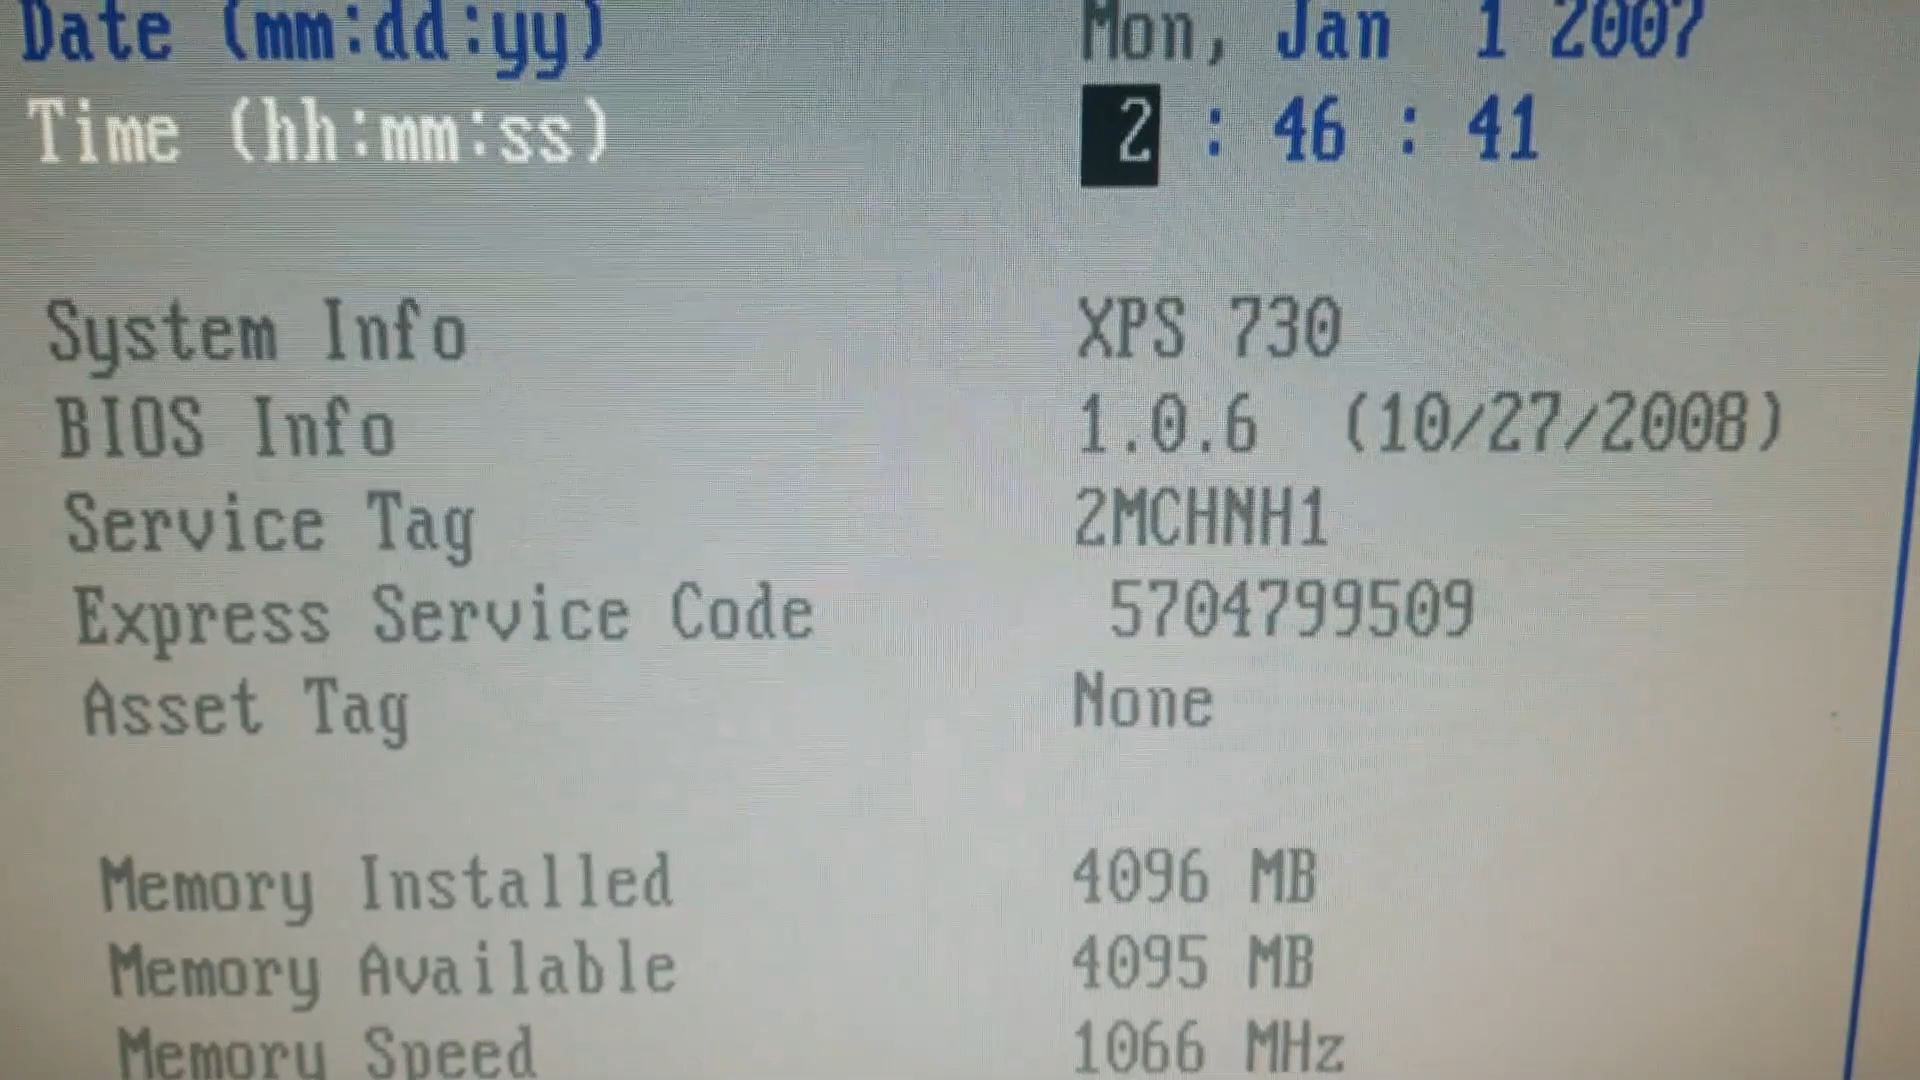 Date (mm:dd:yy) Mon, Jan 1 2007
Time (hh:mm:ss) 2 : 46 : 41
System Info XPS 730
BIOS Info 1.0.6 (10/27/2008)
Service Tag 2MCHNH1
Express Service Code 5704799509
Asset Tag None
Memory Installed 4096 MB
Memory Available 4095 MB
Memory Speed 1066 MHz